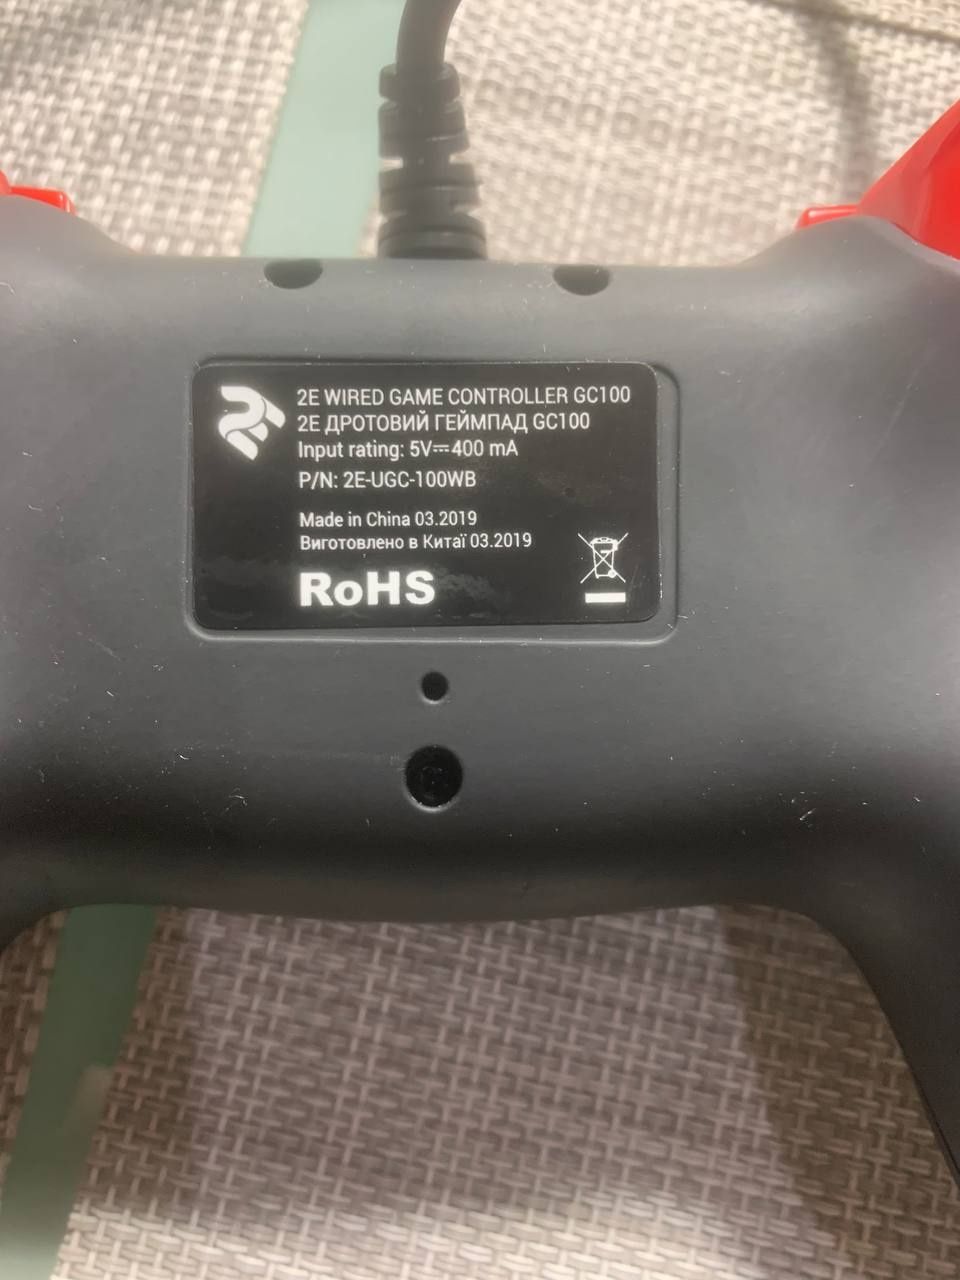 2E WIRED GAME CONTROLLER GC100
2E ДРОТОВИЙ ГЕЙМПАД GC100
Input rating: 5V⎓400 mA
P/N: 2E-UGC-100WB
Made in China 03.2019
Виготовлено в Китаї 03.2019
RoHS